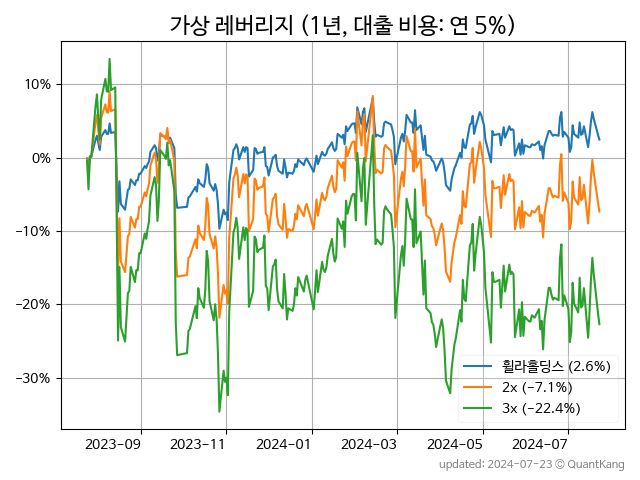 가상 레버리지 (1년, 대출 비용: 연 5%)
10%
0%
−10%
−20%
−30%
휠라홀딩스 (2.6%)
2x (−7.1%)
3x (−22.4%)
2023-09
2023-11
2024-01
2024-03
2024-05
2024-07
updated: 2024-07-23 © QuantKang